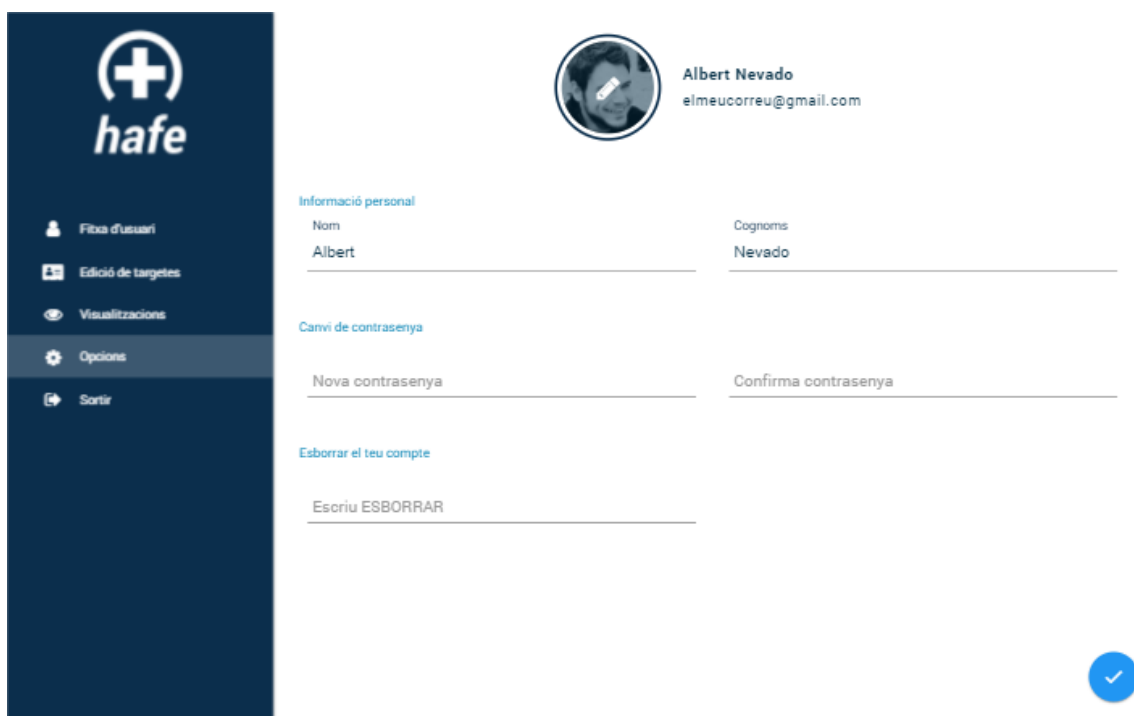 hafe
Fitxa d'usuari
Edició de targetes
Visualitzacions
Opcions
Sortir
Albert Nevado
elmeucorreu@gmail.com
Informació personal
Nom
Cognoms
Albert
Nevado
Canvi de contrasenya
Nova contrasenya
Confirma contrasenya
Esborrar el teu compte
Escriu ESBORRAR